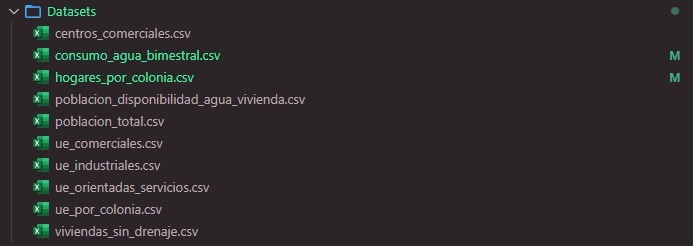 Datasets
centros_comerciales.csv
consumo_agua_bimestral.csv M
hogares_por_colonia.csv M
poblacion_disponibilidad_agua_vivienda.csv
poblacion_total.csv
ue_comerciales.csv
ue_industriales.csv
ue_orientadas_servicios.csv
ue_por_colonia.csv
viviendas_sin_drenaje.csv